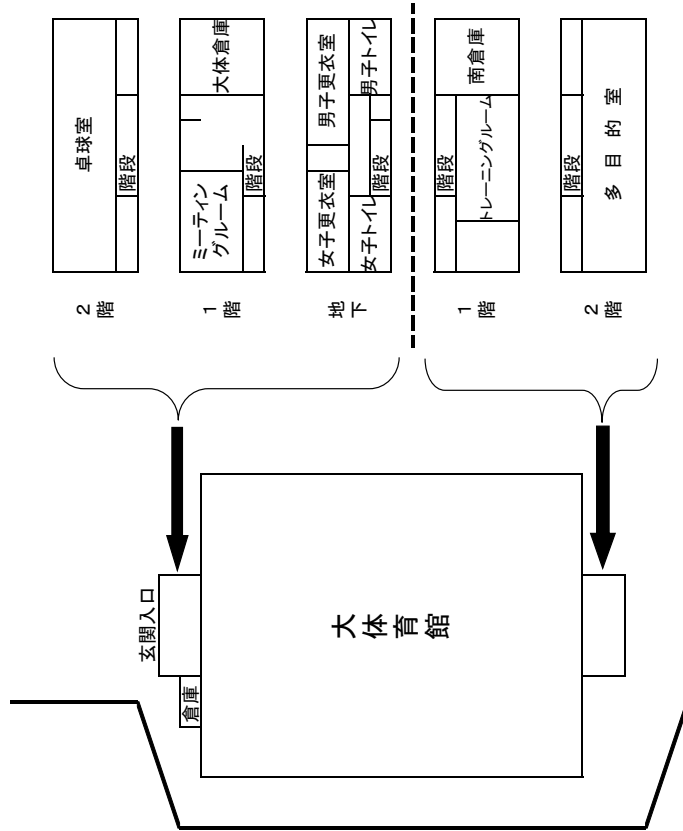 卓球室
階段
2階
大体倉庫
ミーティン
グルーム
階段
1階
男子更衣室
男子トイレ
女子更衣室
女子トイレ
階段
地下
南倉庫
階段
トレーニングルーム
1階
階段
多目的室
2階
玄関入口
倉庫
大体育館